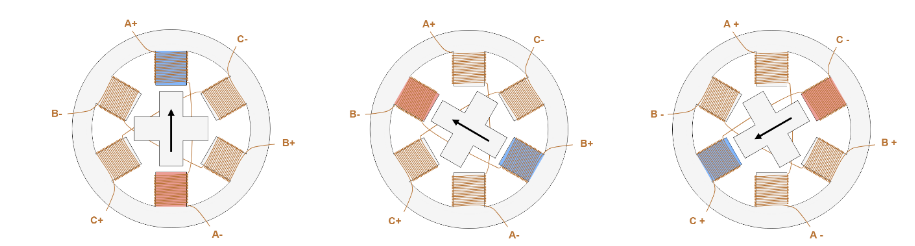 A+
C-
B-
B+
C+
A-
A+
C-
B-
B+
C+
A-
A +
C -
B -
B +
C +
A -